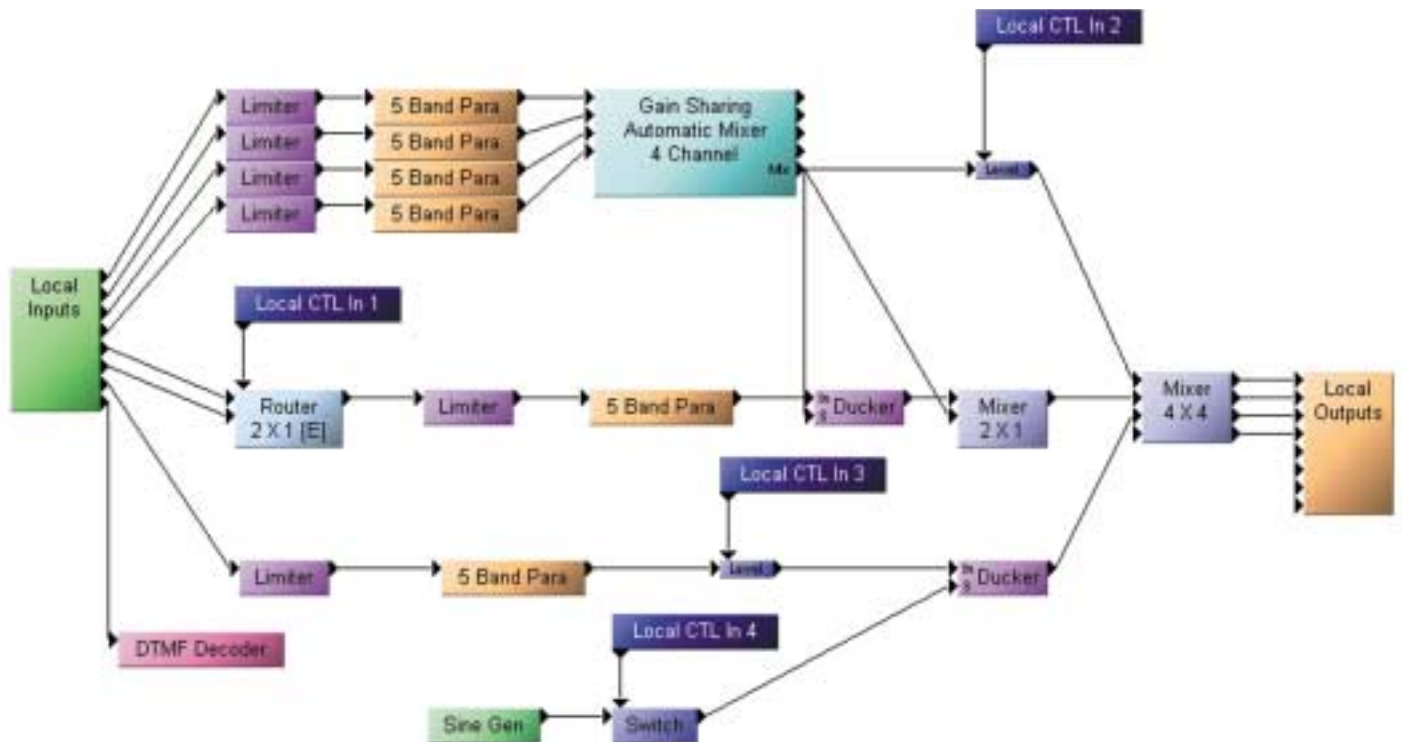 Local CTL In 2
Limiter
5 Band Para
Limiter
5 Band Para
Limiter
5 Band Para
Limiter
5 Band Para
Gain Sharing
Automatic Mixer
4 Channel
Mix
Level
Local
Inputs
Local CTL In 1
Router
2 X 1 [E]
Limiter
5 Band Para
In
S
Ducker
Mixer
2 X 1
Mixer
4 X 4
Local
Outputs
Local CTL In 3
Limiter
5 Band Para
Level
In
S
Ducker
Local CTL In 4
DTMF Decoder
Sine Gen
Switch